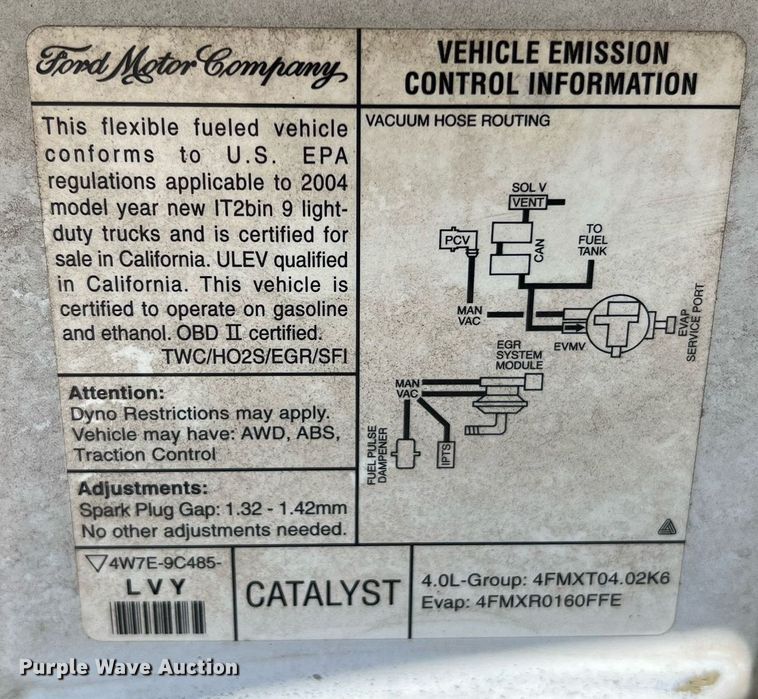 Ford Motor Company
VEHICLE EMISSION
CONTROL INFORMATION
This flexible fueled vehicle
conforms to U.S. EPA
regulations applicable to 2004
model year new IT2bin 9 light-
duty trucks and is certified for
sale in California. ULEV qualified
in California. This vehicle is
certified to operate on gasoline
and ethanol. OBD II certified.
TWC/HO2S/EGR/SFI
Attention:
Dyno Restrictions may apply.
Vehicle may have: AWD, ABS,
Traction Control
Adjustments:
Spark Plug Gap: 1.32 - 1.42mm
No other adjustments needed.
VACUUM HOSE ROUTING
SOL V
VENT
PCV
CAN
TO
FUEL
TANK
MAN
VAC
EVMV
EVAP
SERVICE PORT
EGR
SYSTEM
MODULE
MAN
VAC
FUEL PULSE
DAMPENER
IPTS
4W7E-9C485-
LVY
CATALYST
4.0L-Group: 4FMXT04.02K6
Evap: 4FMXR0160FFE
Purple Wave Auction